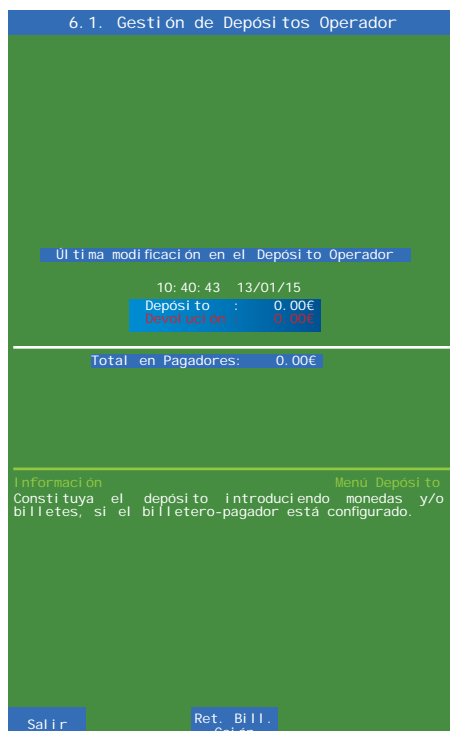 6.1. Gestión de Depósitos Operador
Última modificación en el Depósito Operador
10:40:43 13/01/15
Depósito : 0.00€
Devolución : 0.00€
Total en Pagadores: 0.00€
Información Menú Depósito
Constituya el depósito introduciendo monedas y/o
billetes, si el billetero-pagador está configurado.
Salir
Ret. Bill.